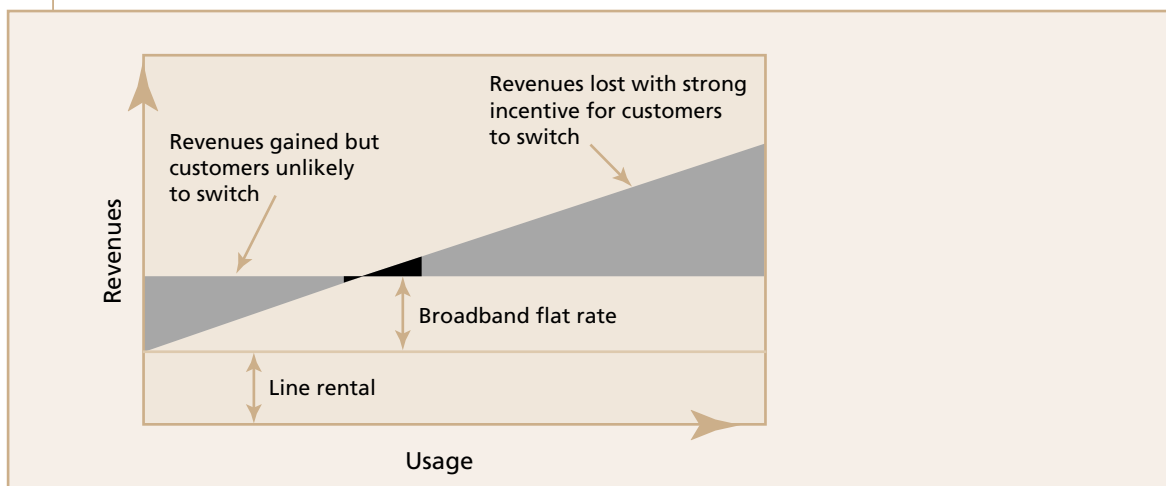 Revenues lost with strong
incentive for customers
to switch
Revenues gained but
customers unlikely
to switch
Revenues
Broadband flat rate
Line rental
Usage